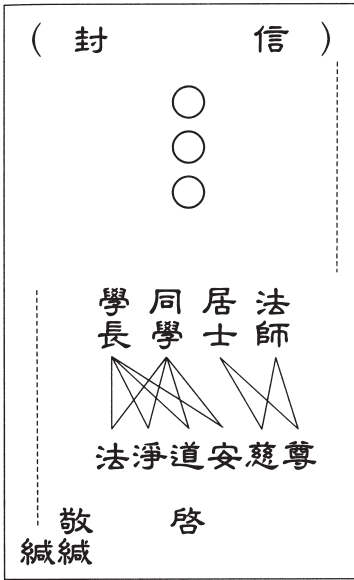 （信封）
○○○
法師
居士
同學
學長
尊慈安道淨法
啓
敬緘
緘